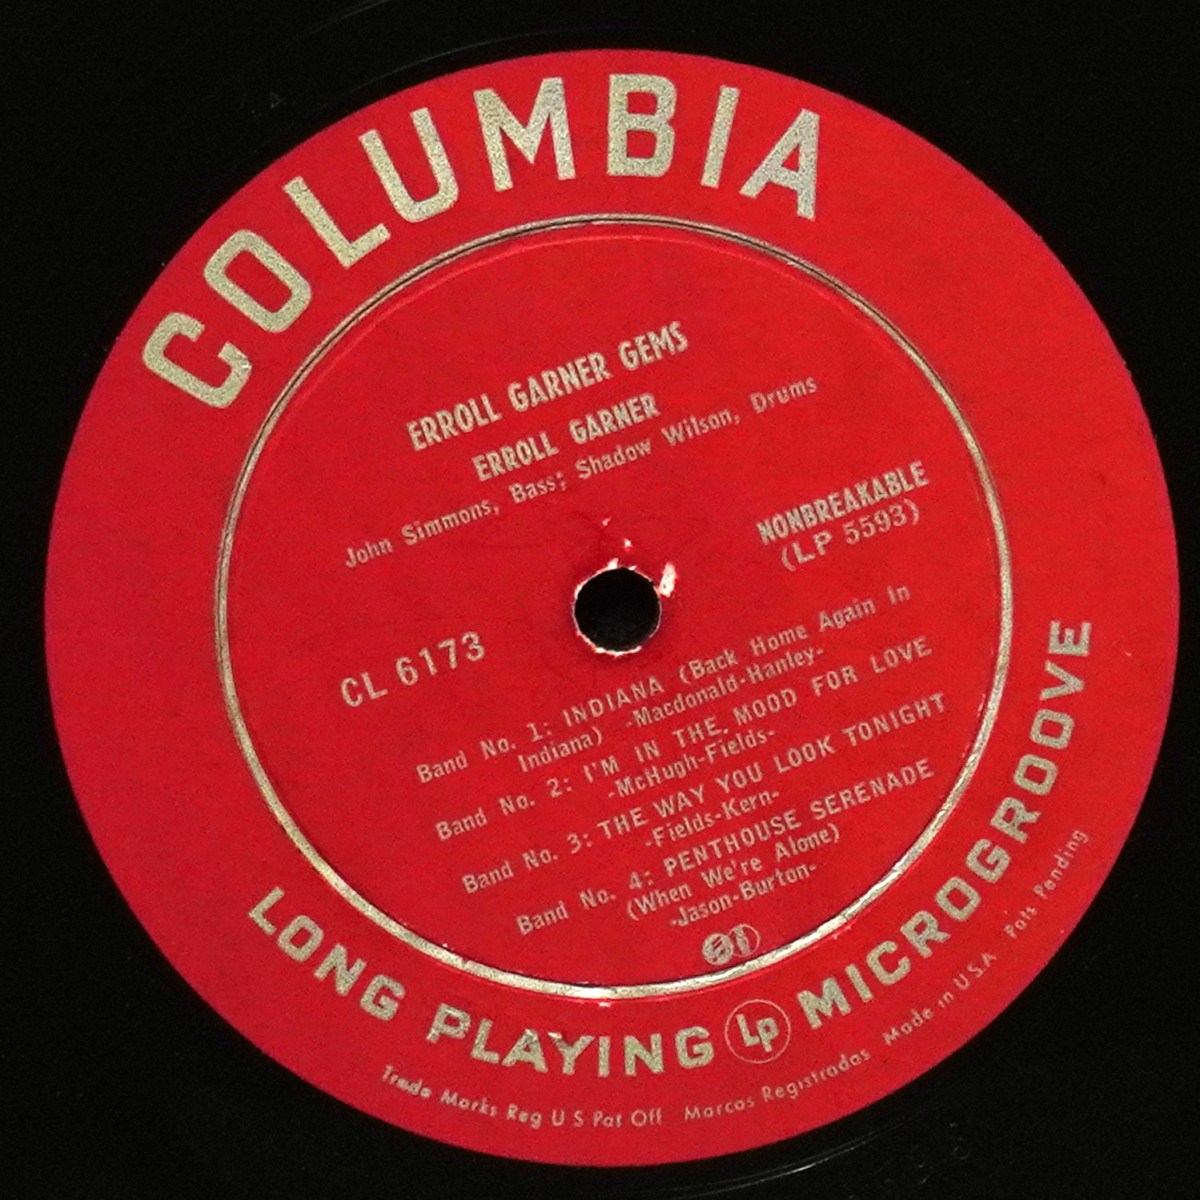 COLUMBIA
ERROLL GARNER GEMS
ERROLL GARNER
John Simmons, Bass; Shadow Wilson, Drums
NONBREAKABLE
(LP 5593)
CL 6173
Band No. 1: INDIANA (Back Home Again In
Indiana) -Macdonald-Hanley-
Band No. 2: I'M IN THE MOOD FOR LOVE
-McHugh-Fields-
Band No. 3: THE WAY YOU LOOK TONIGHT
-Fields-Kern-
Band No. 4: PENTHOUSE SERENADE
(When We're Alone)
-Jason-Burton-
LONG PLAYING Lp MICROGROOVE
Trade Marks Reg U S Pat Off Marcas Registradas Made in U.S.A Pats Pending